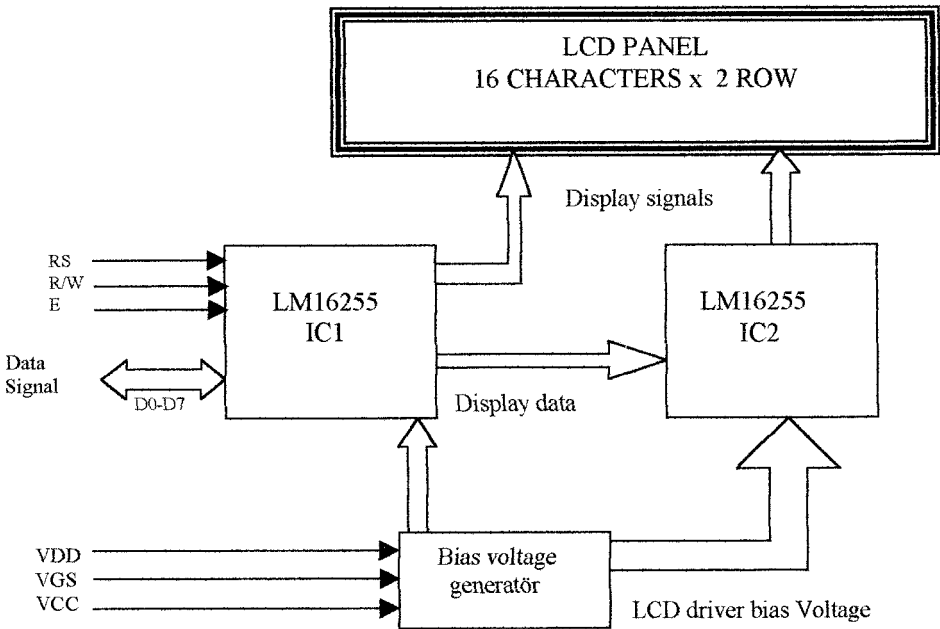 LCD PANEL
16 CHARACTERS x 2 ROW
Display signals
RS
R/W
E
LM16255
IC1
LM16255
IC2
Data
Signal
D0-D7
Display data
VDD
VGS
VCC
Bias voltage
generatör
LCD driver bias Voltage